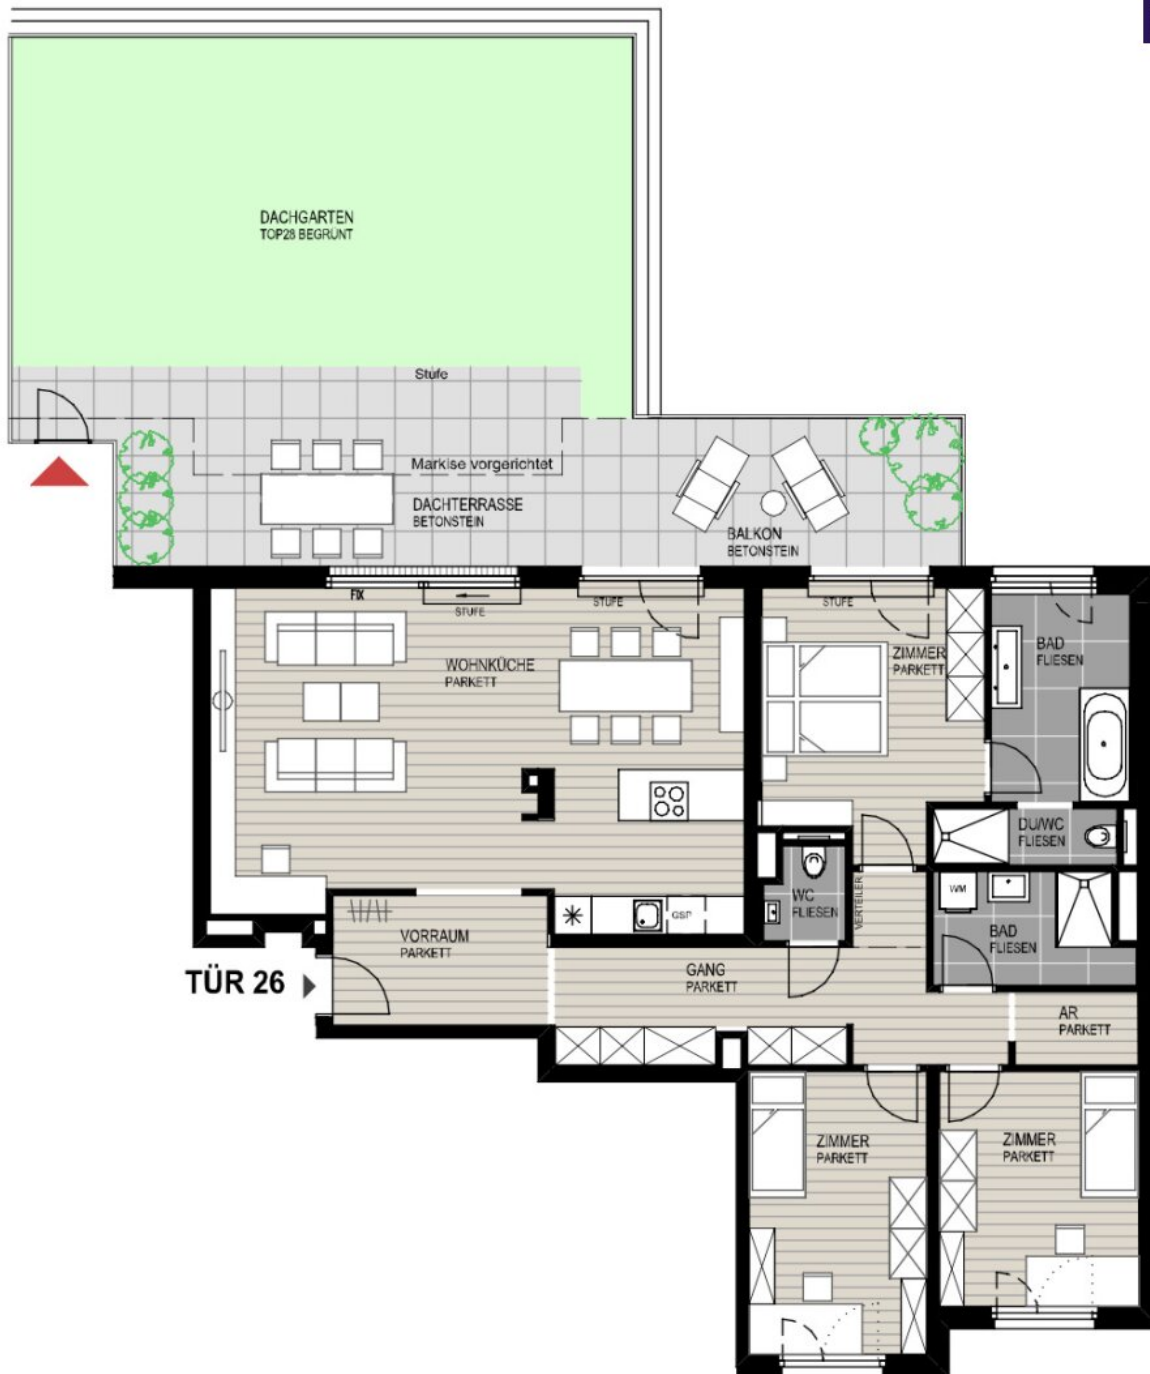 DACHGARTEN
TOP28 BEGRÜNT
Stufe
Markise vorgerichtet
DACHTERRASSE
BETONSTEIN
BALKON
BETONSTEIN
FIX
STUFE
STUFE
STUFE
WOHNKÜCHE
PARKETT
ZIMMER
PARKETT
BAD
FLIESEN
DU/WC
FLIESEN
WC
FLIESEN
VERTEILER
WM
BAD
FLIESEN
GSP
VORRAUM
PARKETT
TÜR 26
GANG
PARKETT
AR
PARKETT
ZIMMER
PARKETT
ZIMMER
PARKETT